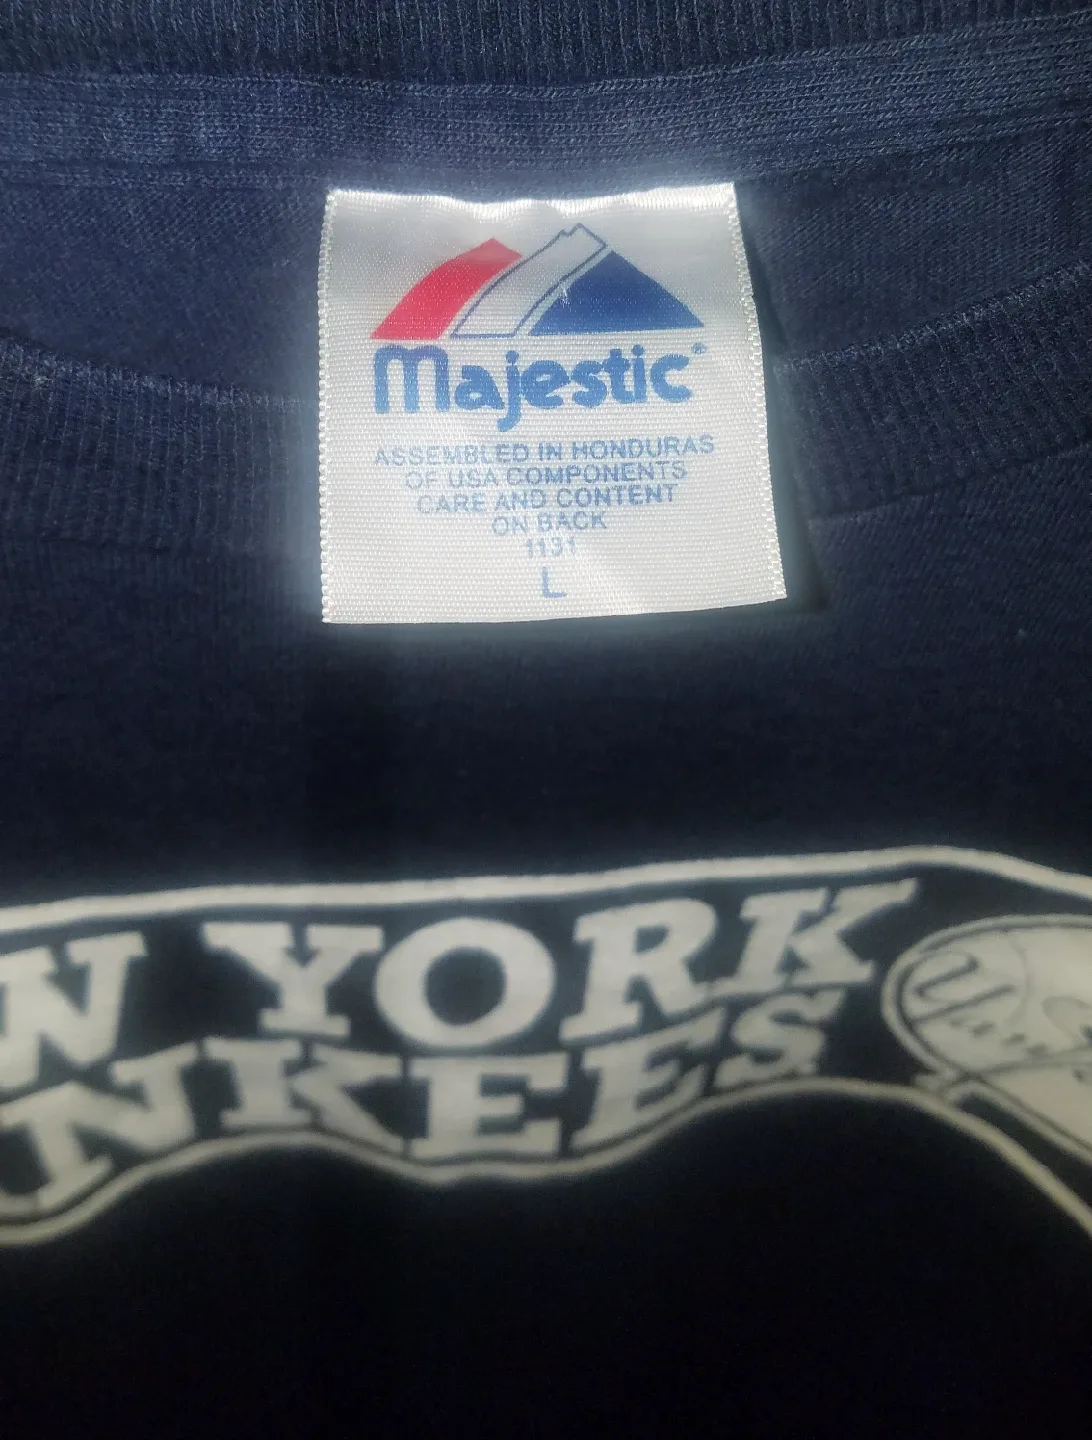 Majestic®
ASSEMBLED IN HONDURAS
OF USA COMPONENTS
CARE AND CONTENT
ON BACK
1131
L
W YORK
NKEES